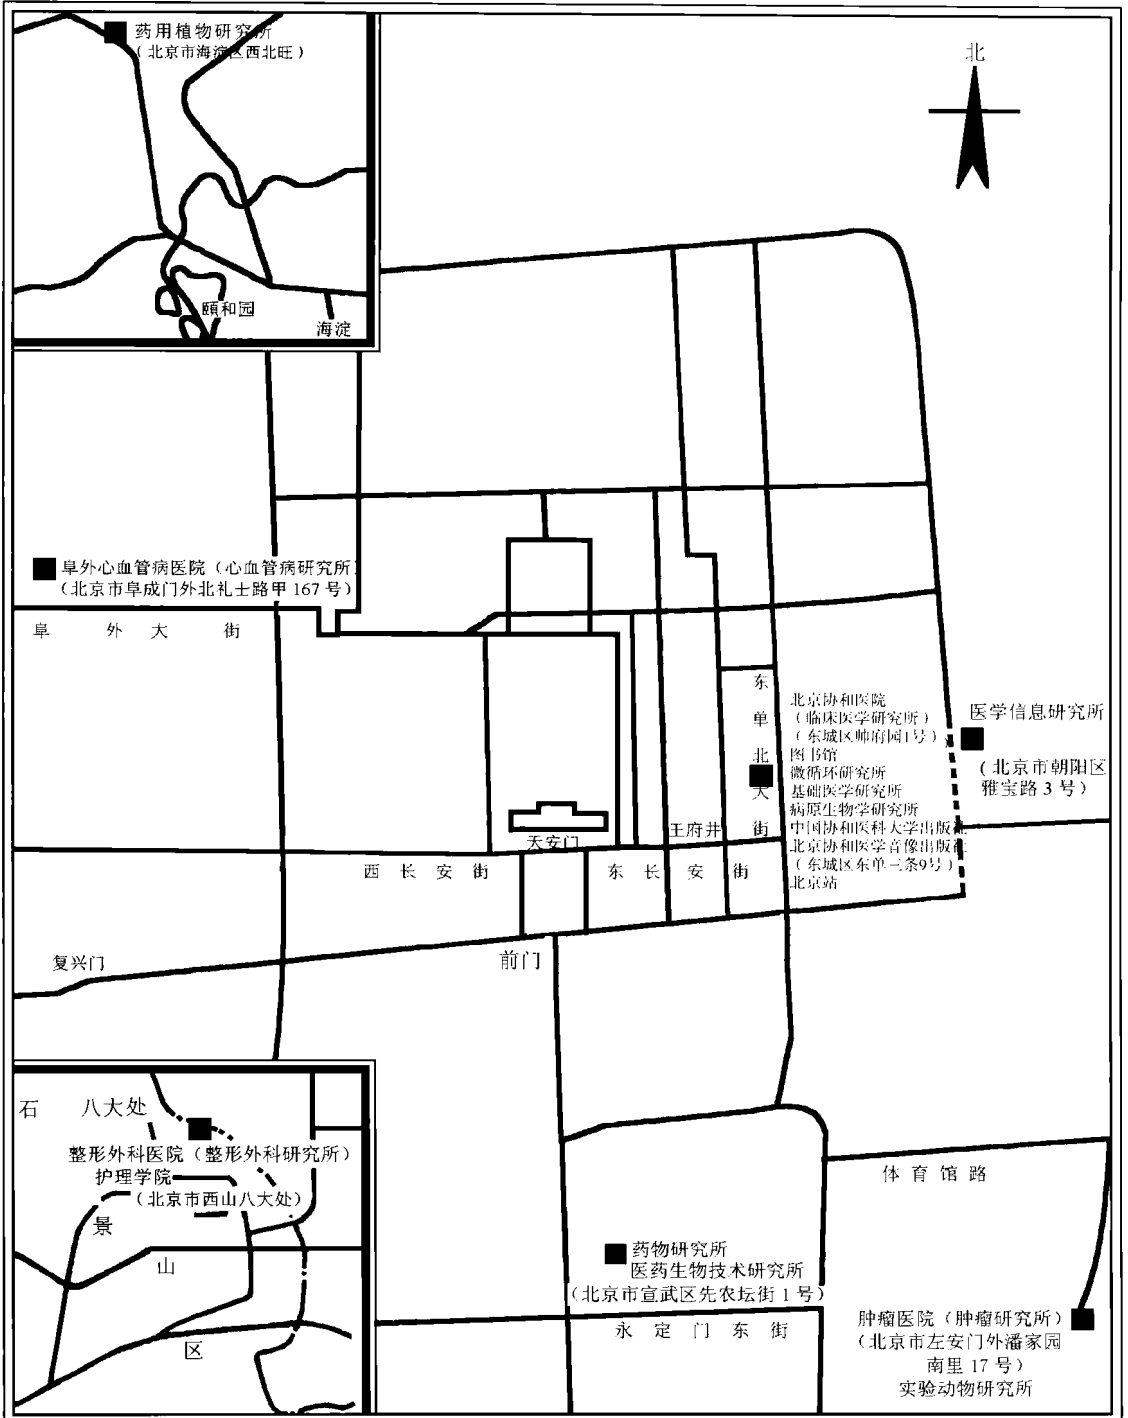 药用植物研究所
（北京市海淀区西北旺）
北
颐和园
海淀
阜外心血管病医院（心血管病研究所）
（北京市阜成门外北礼士路甲 167 号）
阜外大街
东单北大街
北京协和医院
（临床医学研究所）
（东城区帅府园1号）
图书馆
微循环研究所
基础医学研究所
病原生物学研究所
中国协和医科大学出版社
北京协和医学音像出版社
（东城区东单三条9号）
北京站
医学信息研究所
（北京市朝阳区
雅宝路 3 号）
王府井
天安门
西长安街
东长安街
复兴门
前门
石景山区
八大处
整形外科医院（整形外科研究所）
护理学院
（北京市西山八大处）
体育馆路
药物研究所
医药生物技术研究所
（北京市宣武区先农坛街 1 号）
永定门东街
肿瘤医院（肿瘤研究所）
（北京市左安门外潘家园
南里 17 号）
实验动物研究所